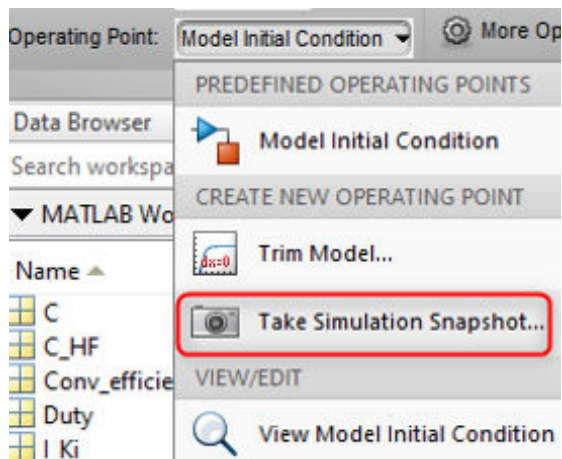 Operating Point: Model Initial Condition More Op
PREDEFINED OPERATING POINTS
Data Browser
Model Initial Condition
Search workspa
CREATE NEW OPERATING POINT
MATLAB Wo
Trim Model...
dx=0
Name
C
Take Simulation Snapshot...
C_HF
Conv_efficie
VIEW/EDIT
Duty
View Model Initial Condition
I_Ki